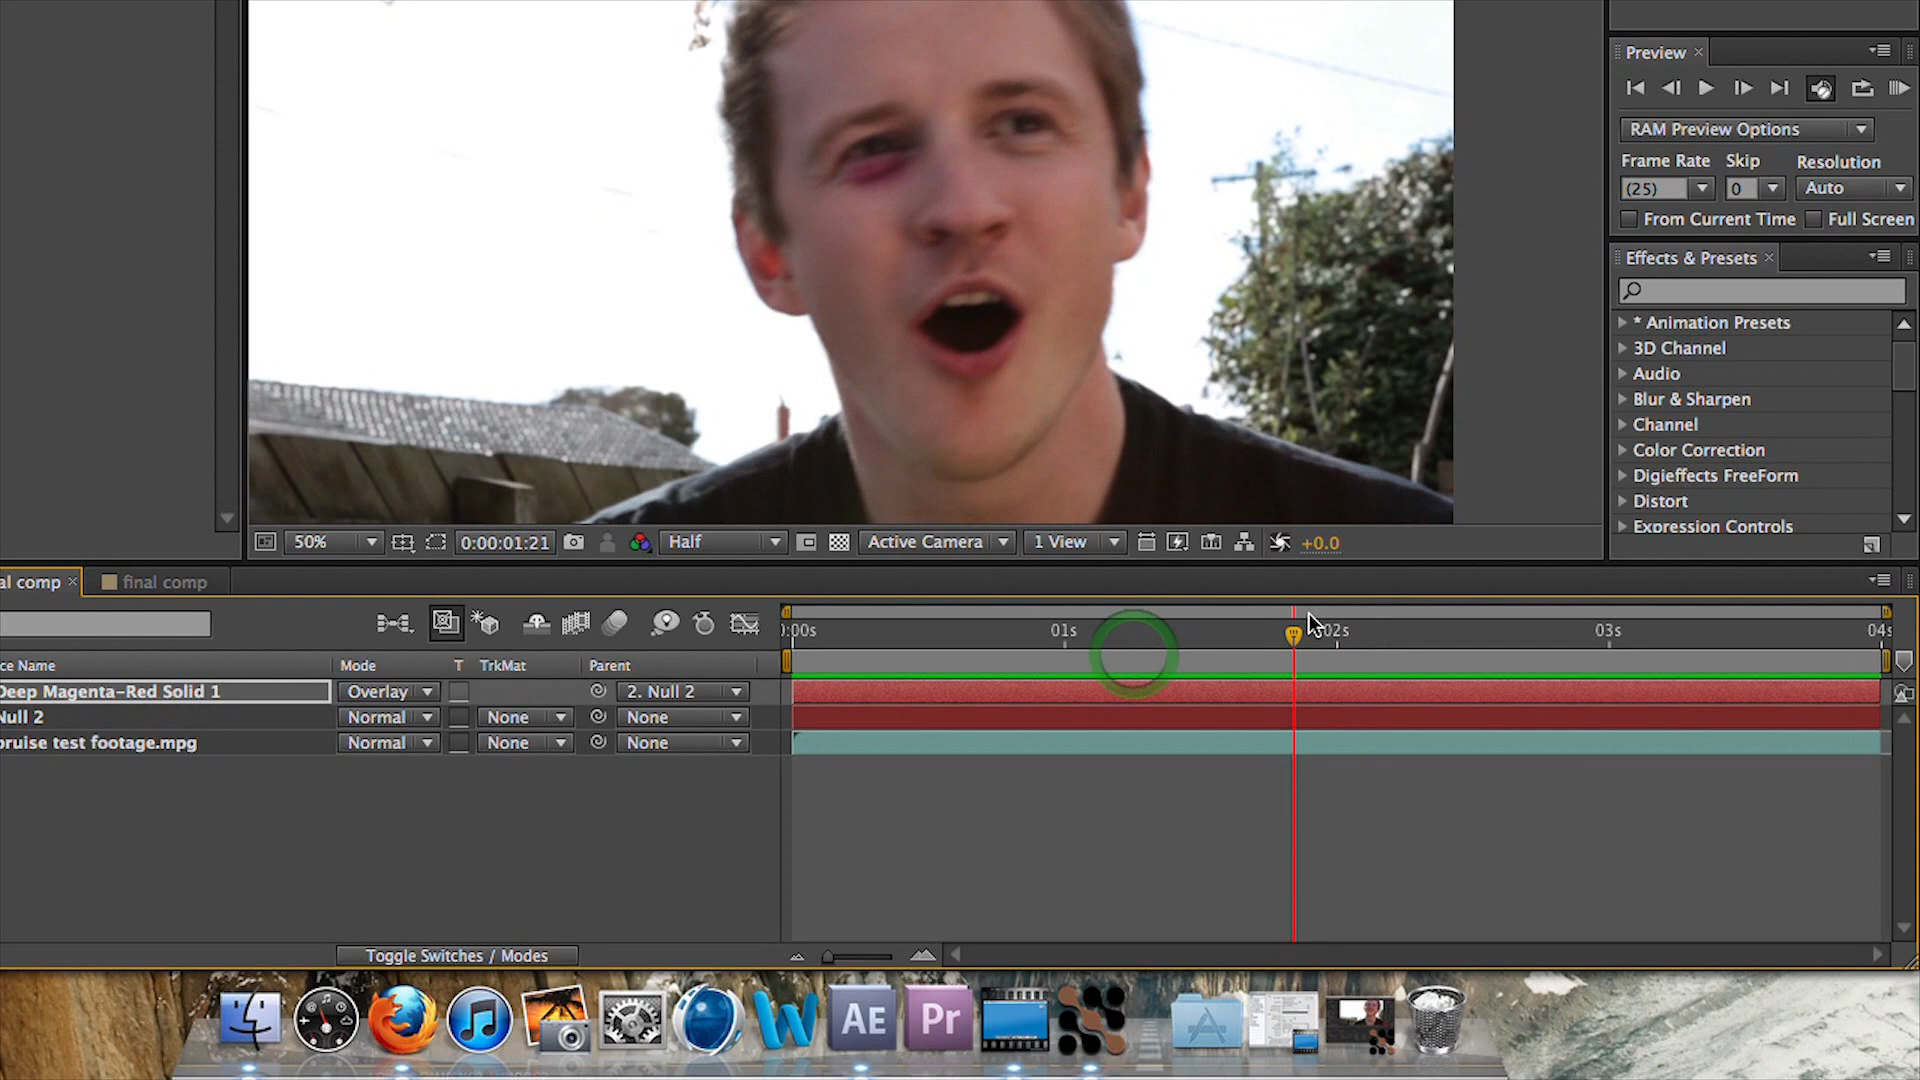 Preview
RAM Preview Options
Frame Rate Skip Resolution
(25) 0 Auto
From Current Time Full Screen
Effects & Presets
* Animation Presets
3D Channel
Audio
Blur & Sharpen
Channel
Color Correction
Digieffects FreeForm
Distort
Expression Controls
50% 0:00:01:21 Half Active Camera 1 View +0.0
al comp final comp
):00s 01s 02s 03s 04s
ce Name Mode T TrkMat Parent
Deep Magenta-Red Solid 1 Overlay 2. Null 2
Null 2 Normal None None
bruise test footage.mpg Normal None None
Toggle Switches / Modes
W AE Pr